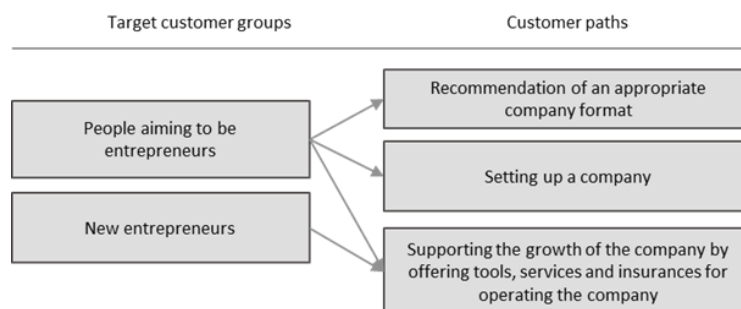 Target customer groups
Customer paths
People aiming to be
entrepreneurs
New entrepreneurs
Recommendation of an appropriate
company format
Setting up a company
Supporting the growth of the company by
offering tools, services and insurances for
operating the company